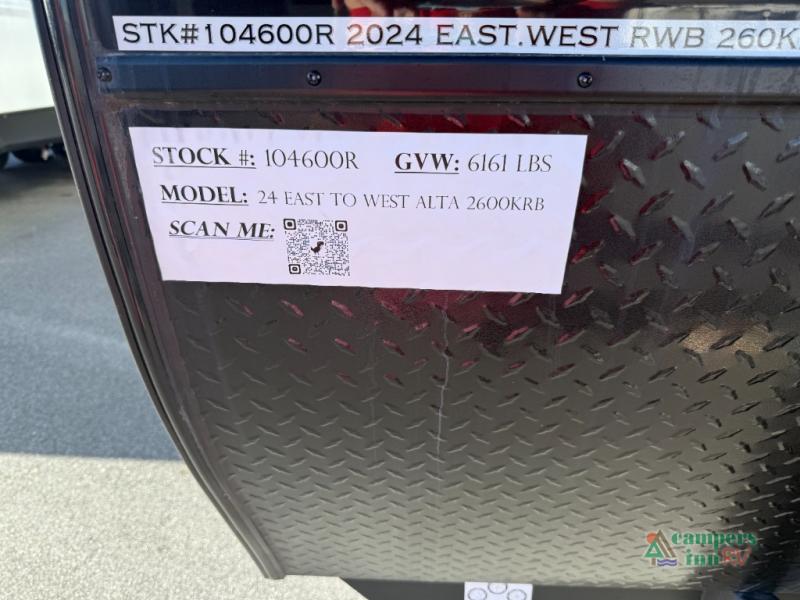 STK#104600R 2024 EAST.WEST RWB 260K
STOCK #: 104600R GVW: 6161 LBS
MODEL: 24 EAST TO WEST ALTA 2600KRB
SCAN ME:
campers
inn RV